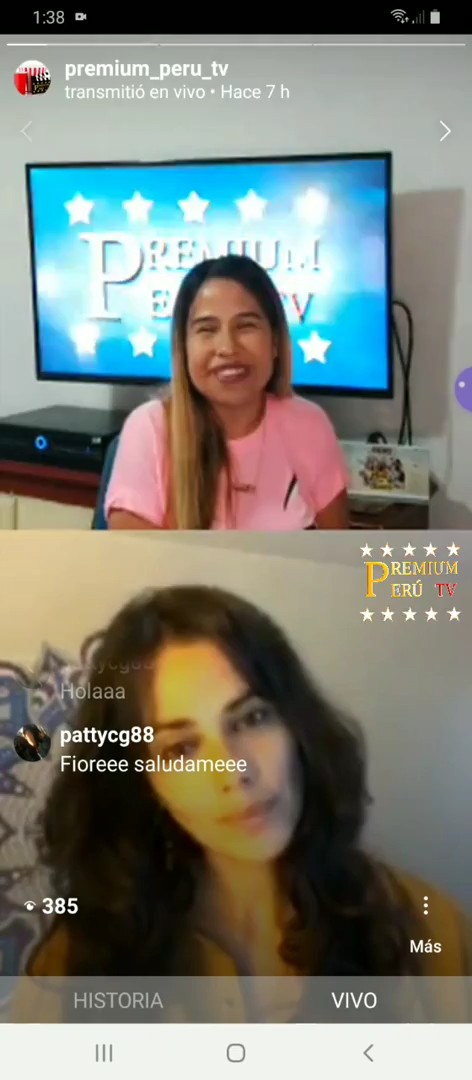 1:38
premium_peru_tv
transmitió en vivo • Hace 7 h
PREMIUM
TV
PREMIUM
PERÚ TV
pattycg88
Holaaa
pattycg88
Fioreee saludameee
385
Más
HISTORIA
VIVO